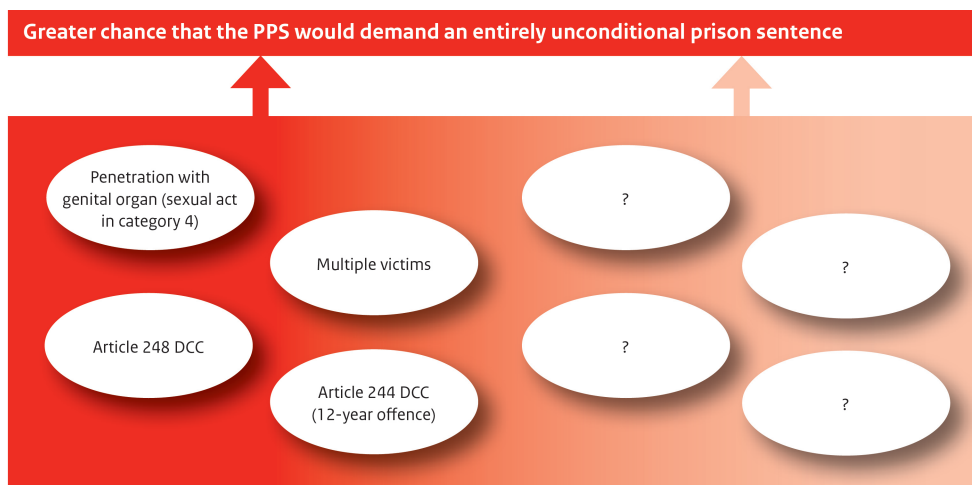 Greater chance that the PPS would demand an entirely unconditional prison sentence
Penetration with
genital organ (sexual act
in category 4)
Multiple victims
Article 248 DCC
Article 244 DCC
(12-year offence)
?
?
?
?